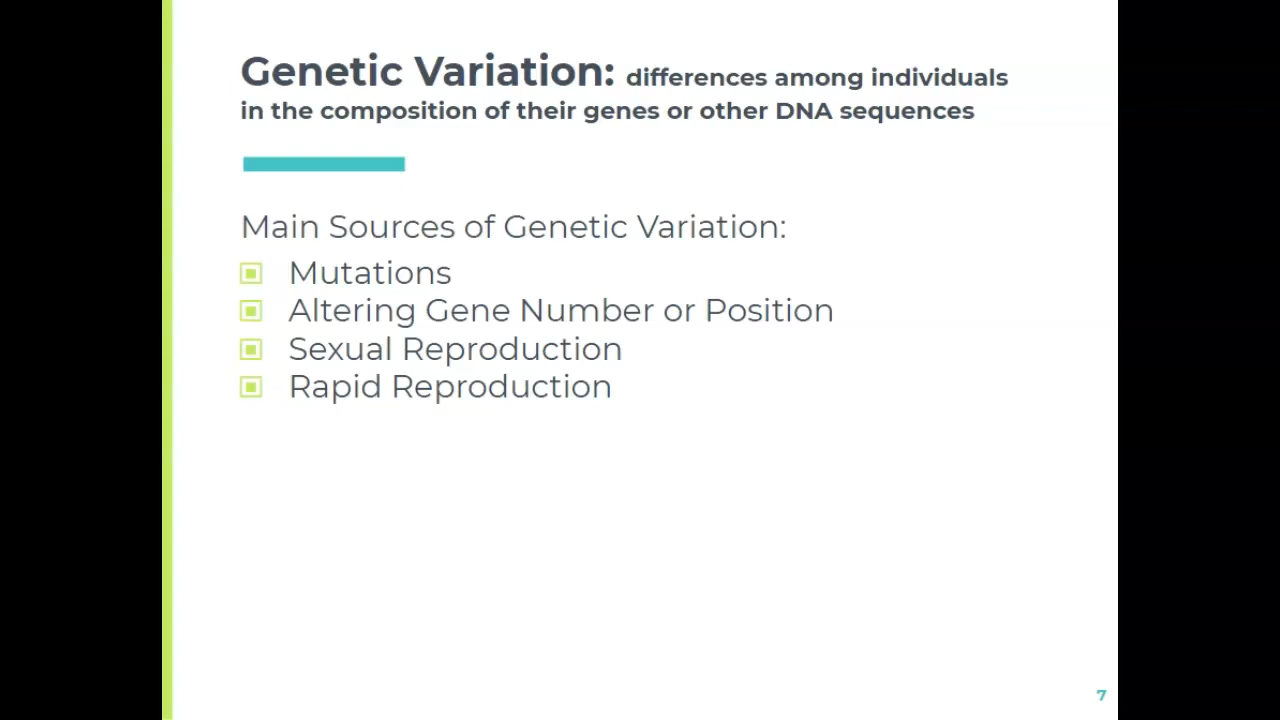 Genetic Variation: differences among individuals
in the composition of their genes or other DNA sequences
Main Sources of Genetic Variation:
Mutations
Altering Gene Number or Position
Sexual Reproduction
Rapid Reproduction
7